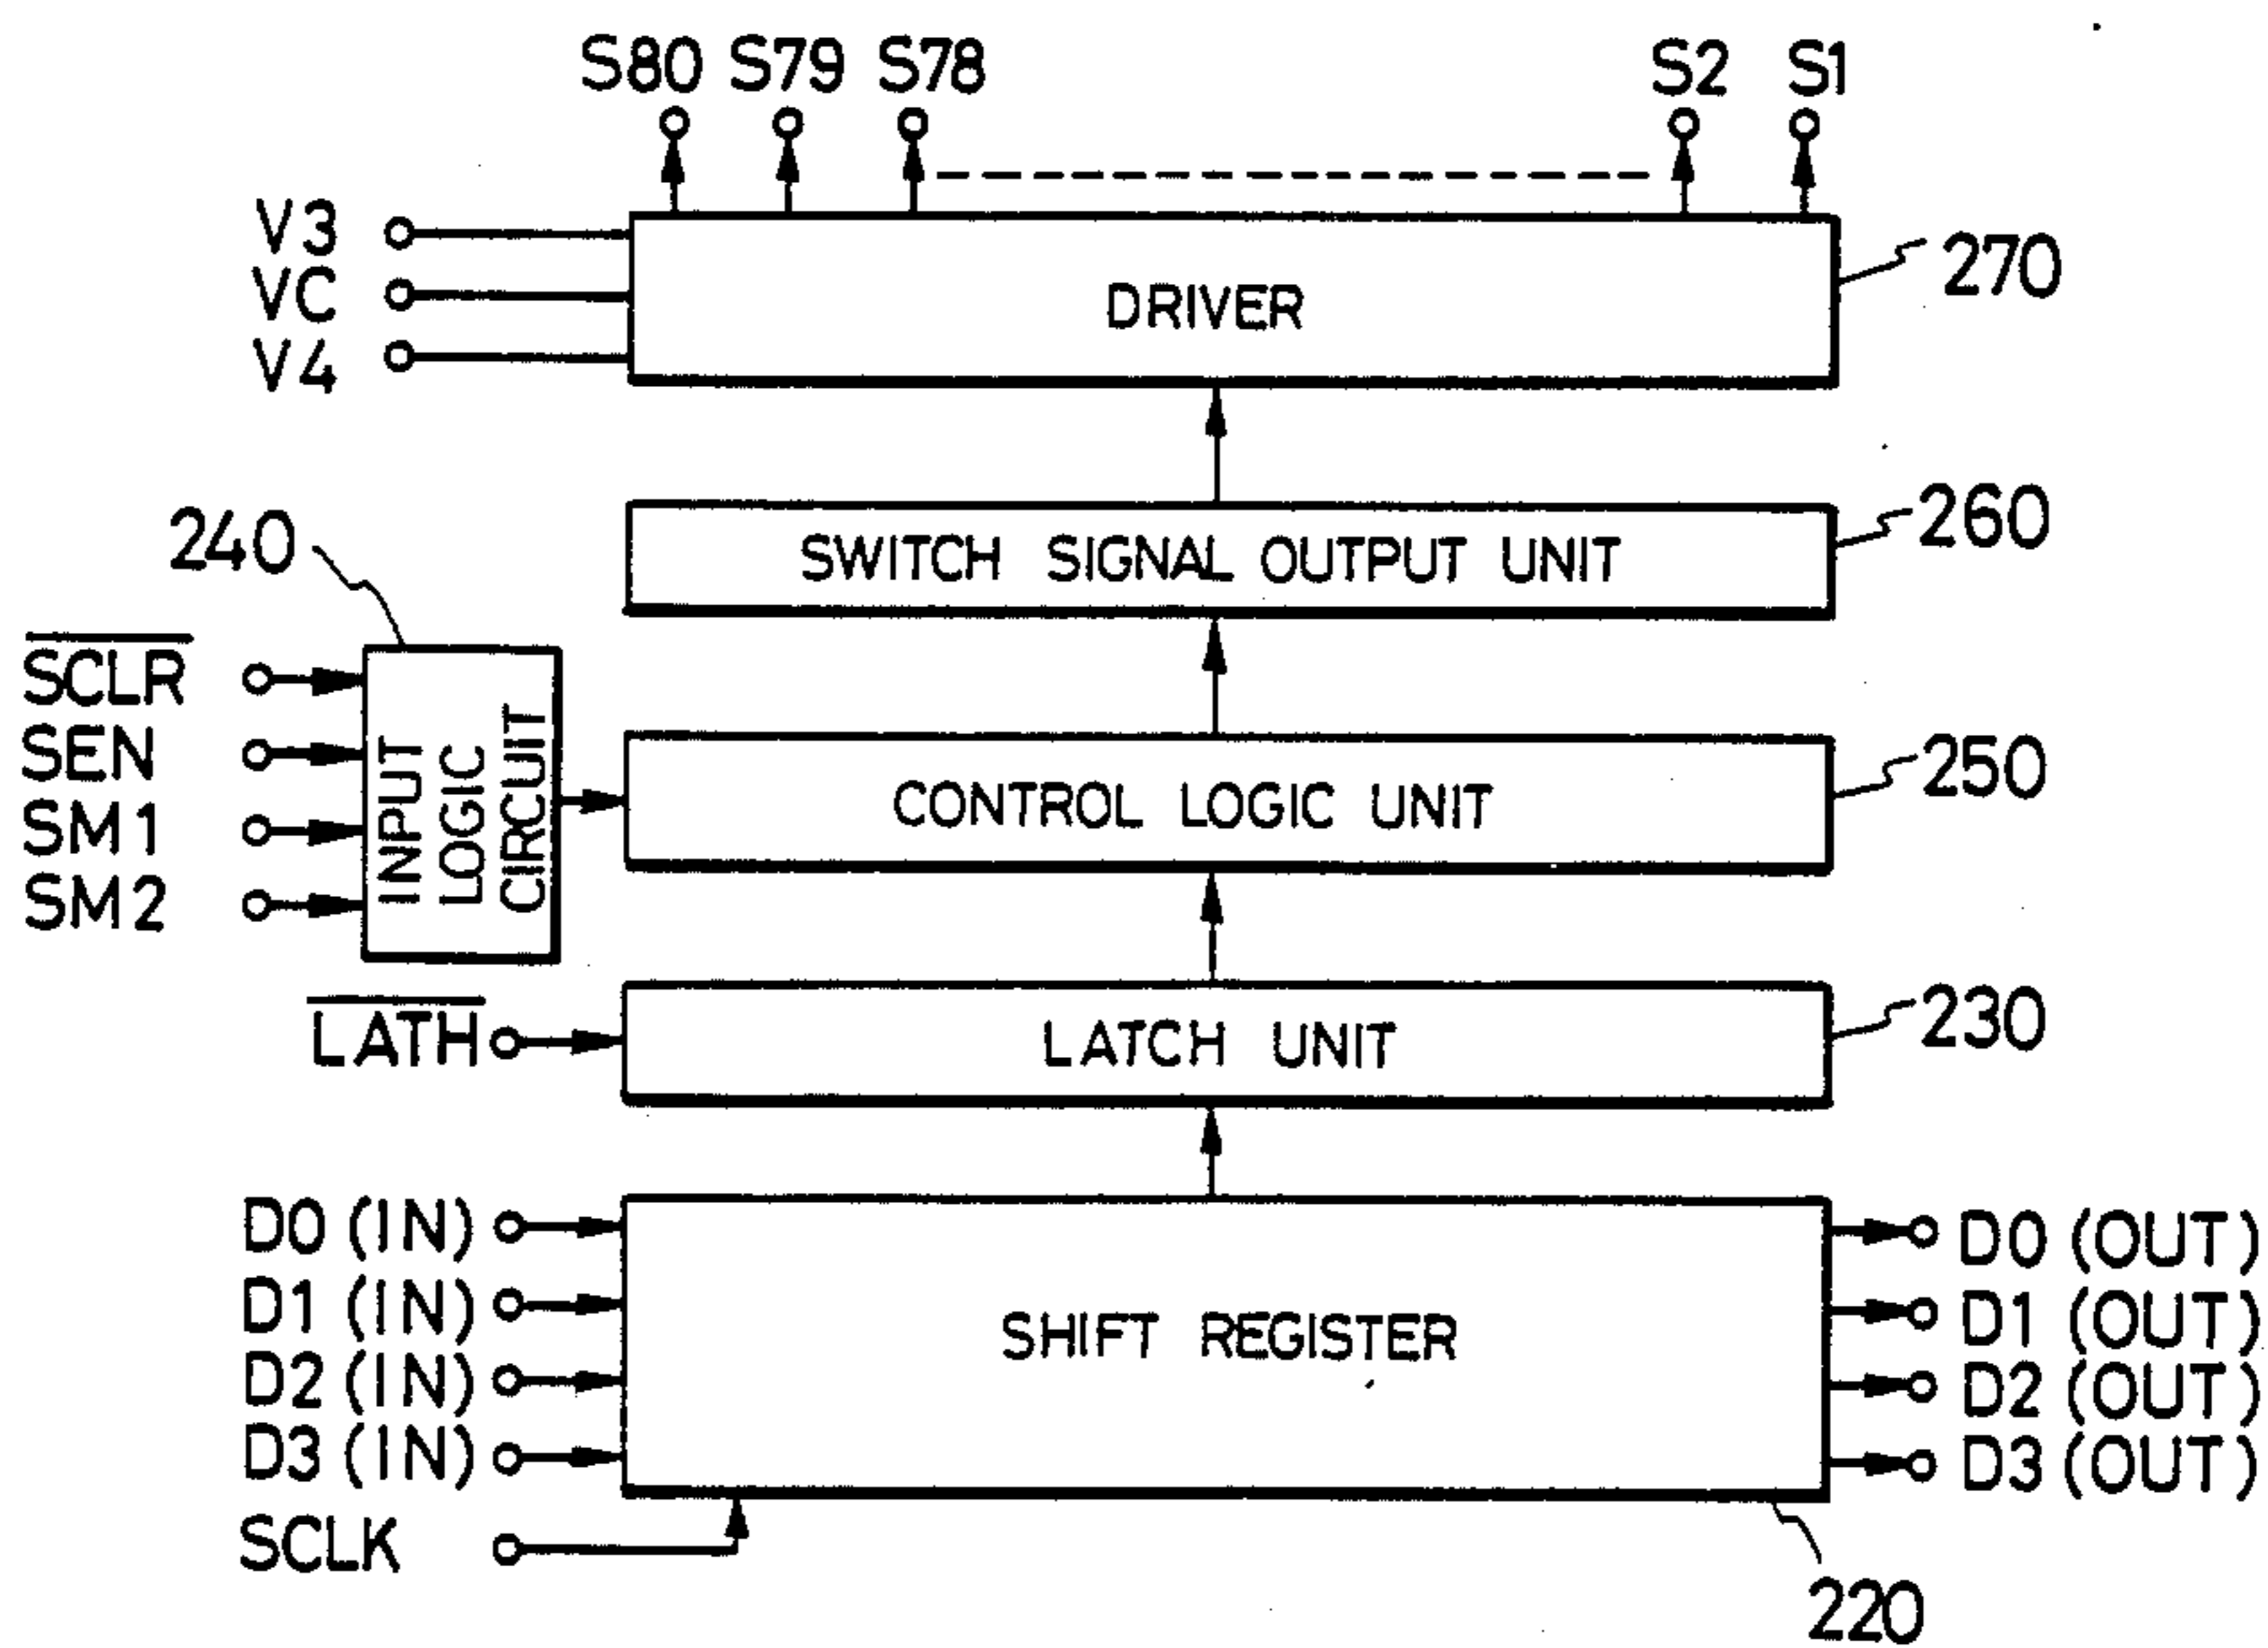 S80 S79 S78 S2 S1
V3
VC
V4
DRIVER
270
SWITCH SIGNAL OUTPUT UNIT
260
240
S̅C̅L̅R̅
SEN
SM1
SM2
INPUT
LOGIC
CIRCUIT
CONTROL LOGIC UNIT
250
L̅A̅T̅H̅
LATCH UNIT
230
D0 (IN)
D1 (IN)
D2 (IN)
D3 (IN)
SCLK
SHIFT REGISTER
D0 (OUT)
D1 (OUT)
D2 (OUT)
D3 (OUT)
220